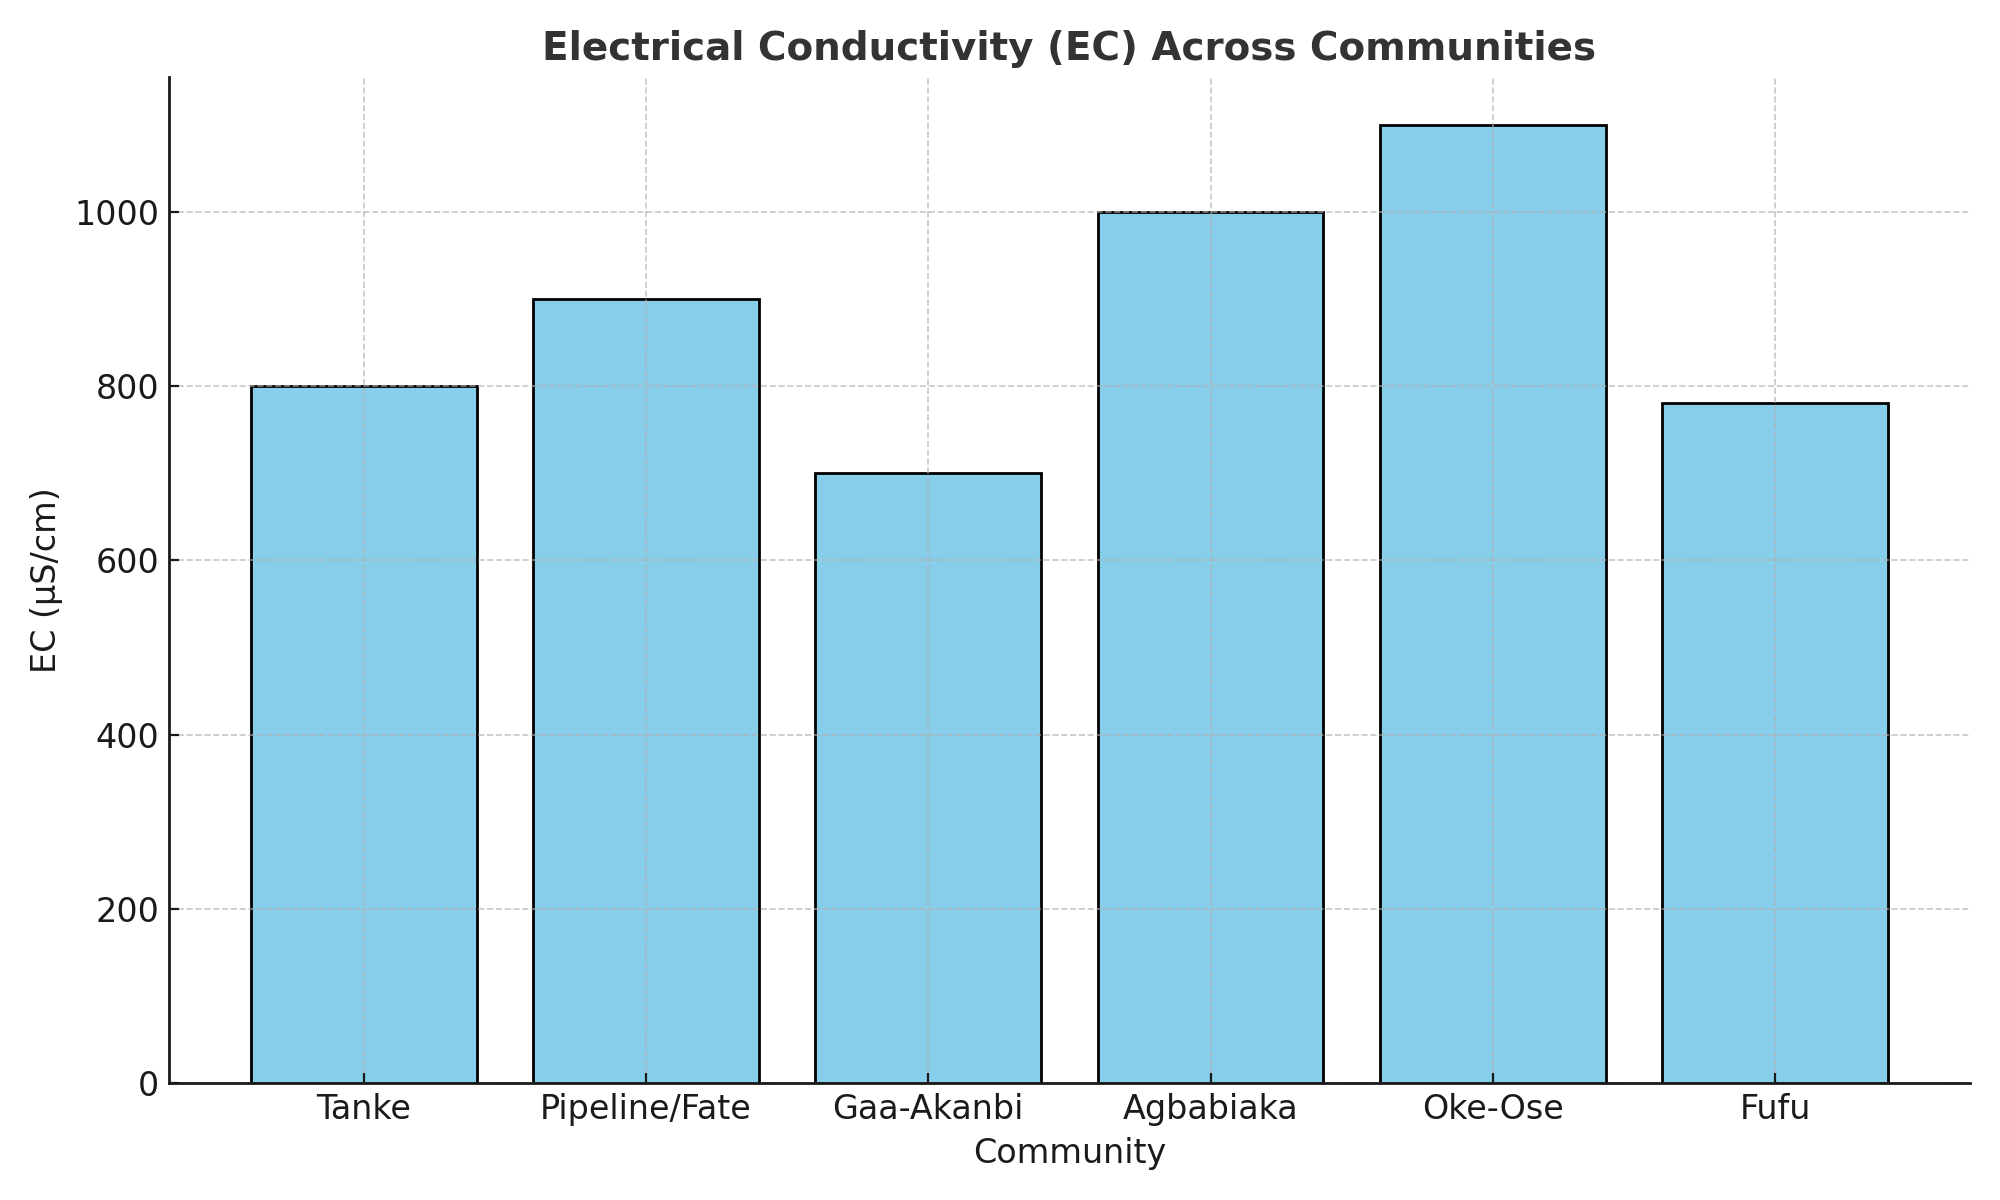 Electrical Conductivity (EC) Across Communities
1000
800
600
400
200
0
EC (µS/cm)
Tanke Pipeline/Fate Gaa-Akanbi Agbabiaka Oke-Ose Fufu
Community